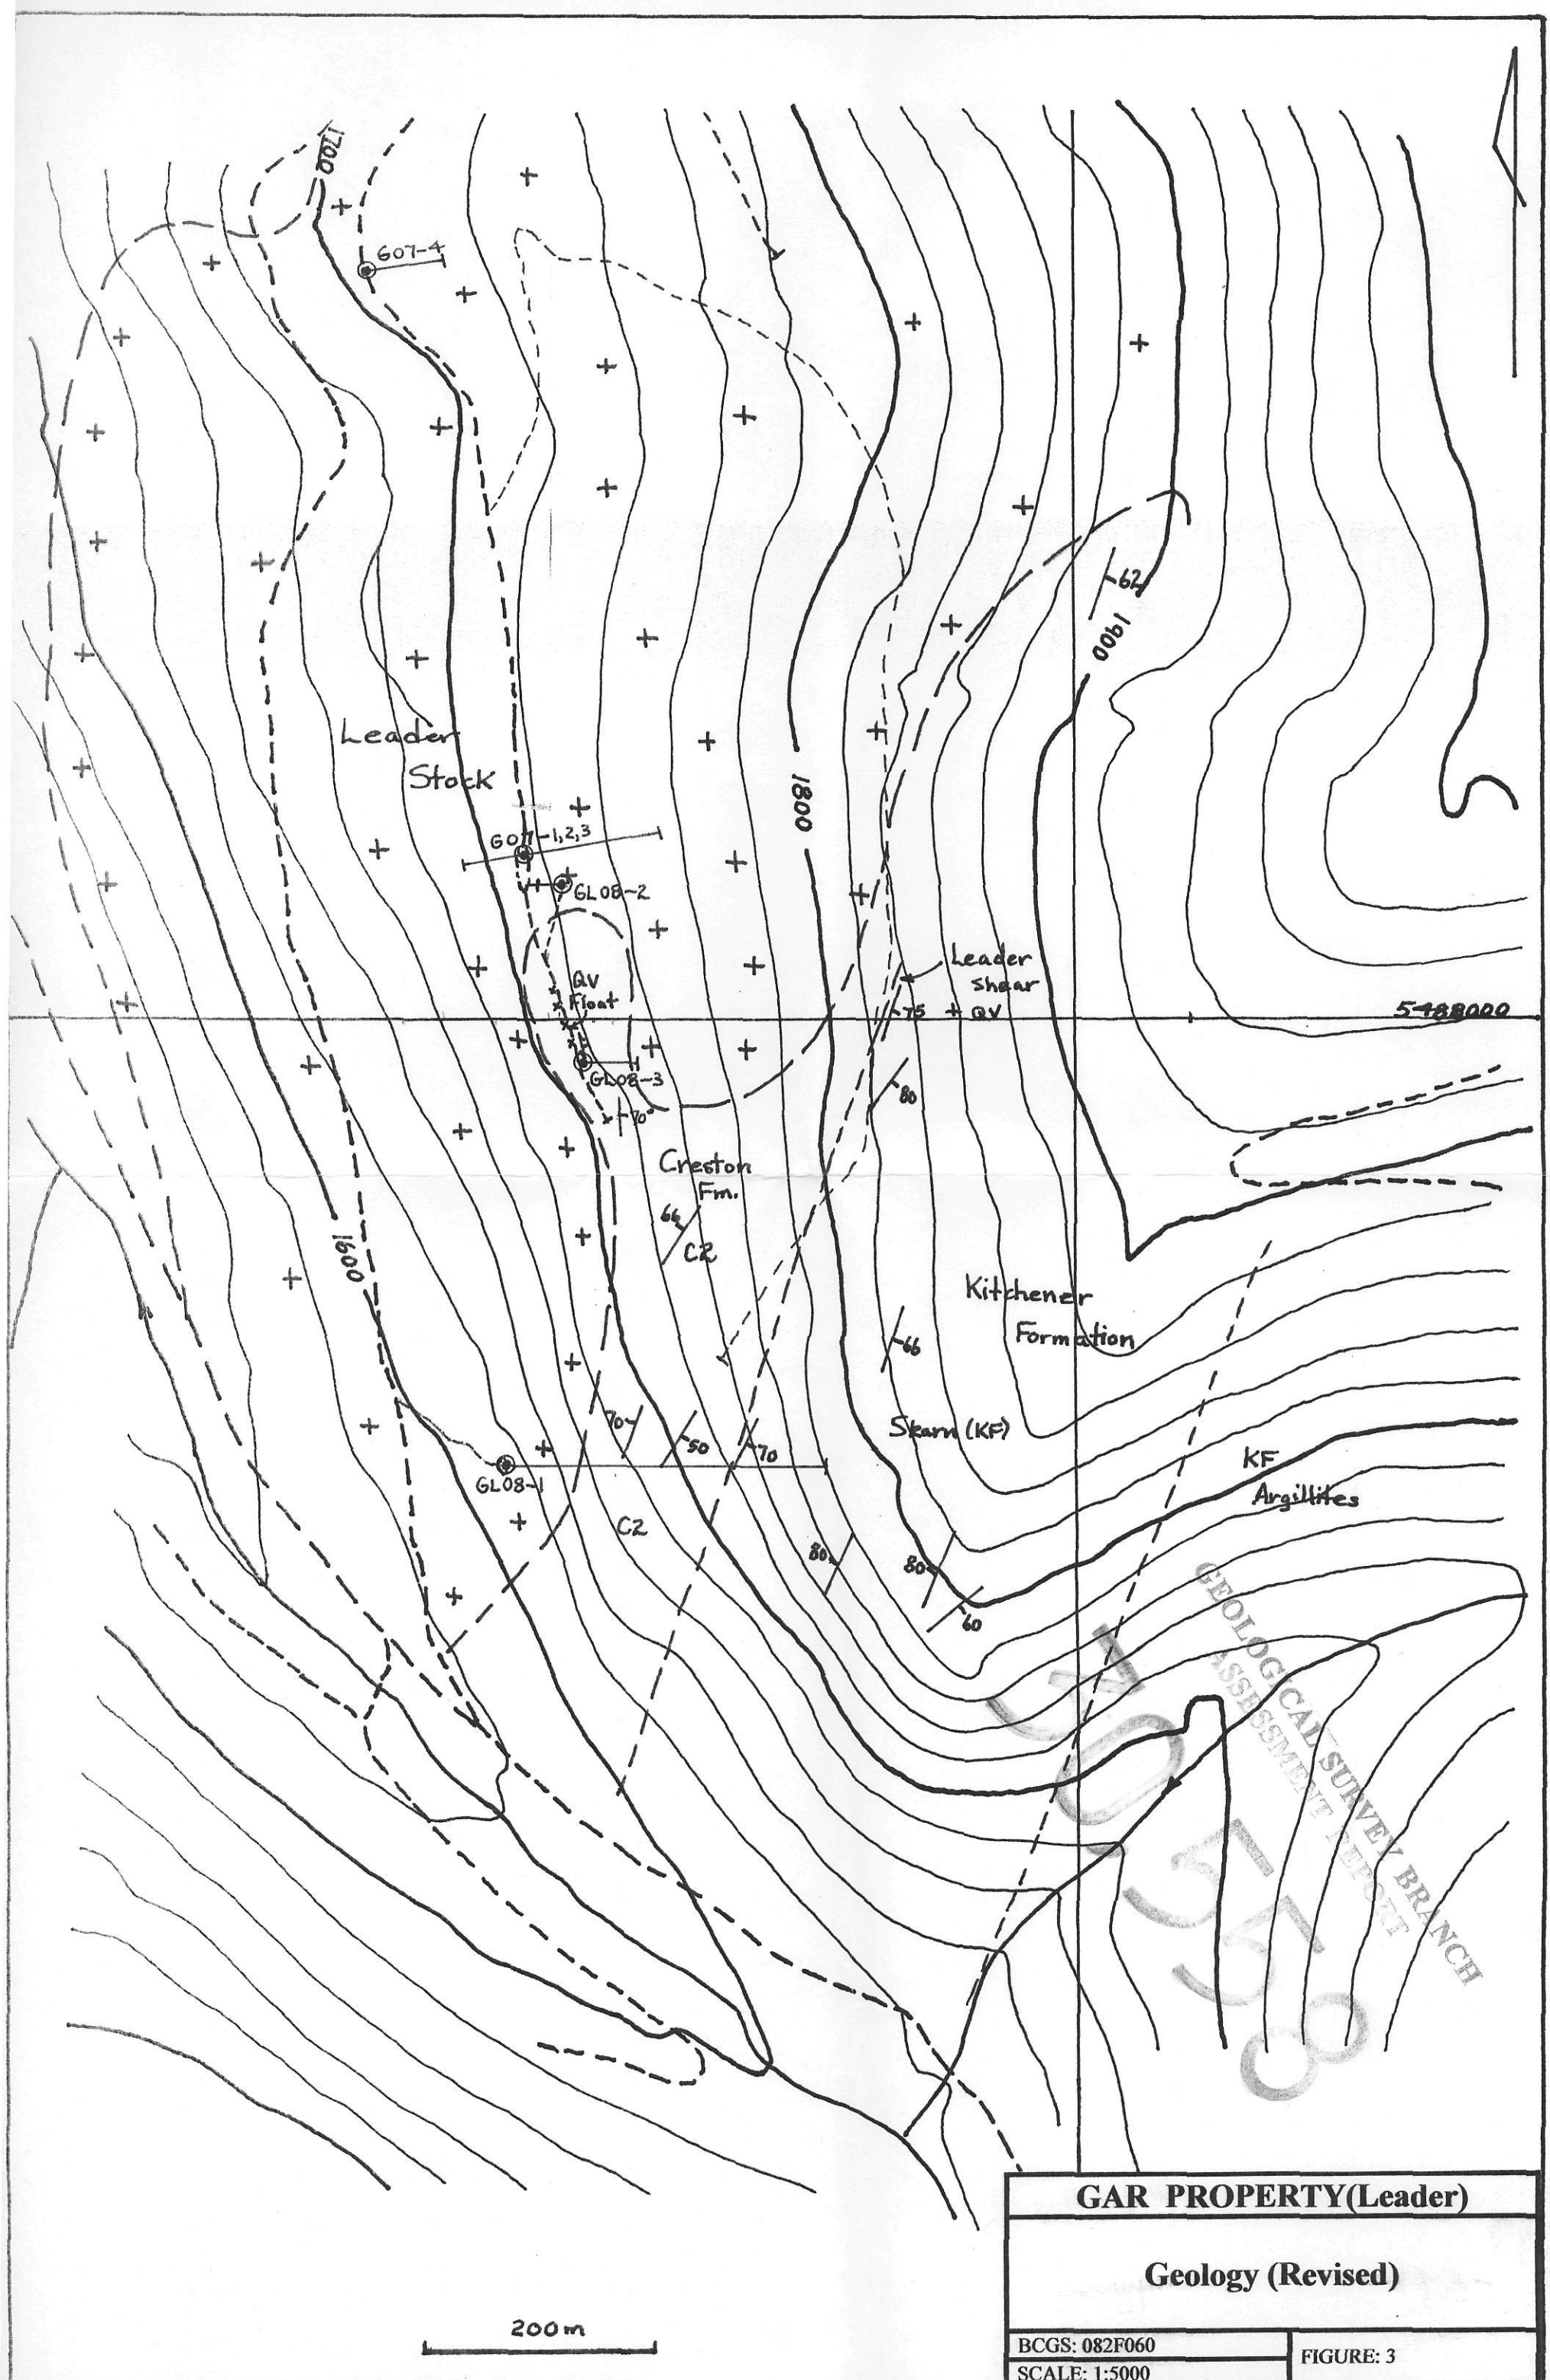 1700
G07-4
62
1900
Leader
Stock
1800
G07-1,2,3
GL08-2
QV
Float
Leader
Shear
75
QV
5488000
GL08-3
80
70°
Creston
Fm.
66
C2
1600
Kitchener
Formation
66
70
50
70
Skarn (KF)
KF
Argillites
GL08-1
C2
80
80
60
GEOLOGICAL SURVEY BRANCH
ASSESSMENT REPORT
30558
GAR PROPERTY(Leader)
Geology (Revised)
200m
BCGS: 082F060
FIGURE: 3
SCALE: 1:5000